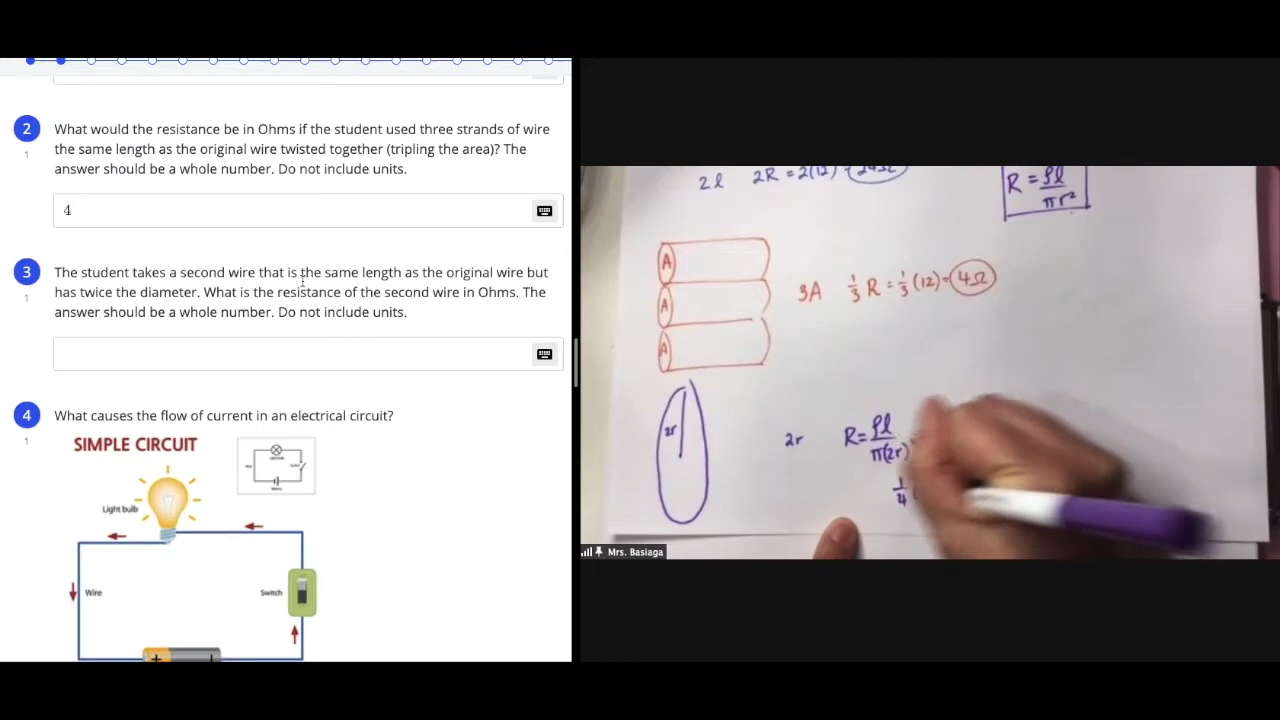 2
What would the resistance be in Ohms if the student used three strands of wire
1
the same length as the original wire twisted together (tripling the area)? The
answer should be a whole number. Do not include units.
4
3
The student takes a second wire that is the same length as the original wire but
1
has twice the diameter. What is the resistance of the second wire in Ohms. The
answer should be a whole number. Do not include units.
4
What causes the flow of current in an electrical circuit?
1
SIMPLE CIRCUIT
Light bulb
Wire
Switch
+
2l 2R = 2(12) = 24Ω
R = ρl/πr²
A
A
A
3A 1/3 R = 1/3 (12) = 4Ω
2r
2r R = ρl/π(2r)
1/4
Mrs. Basiaga